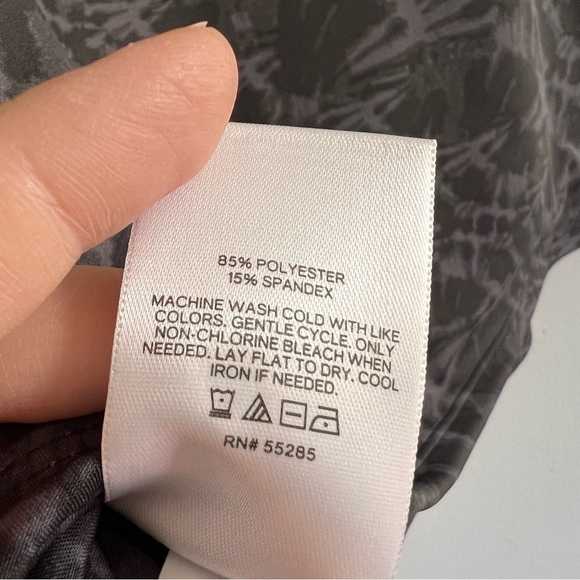 85% POLYESTER
15% SPANDEX
MACHINE WASH COLD WITH LIKE
COLORS. GENTLE CYCLE. ONLY
NON-CHLORINE BLEACH WHEN
NEEDED. LAY FLAT TO DRY. COOL
IRON IF NEEDED.
RN# 55285